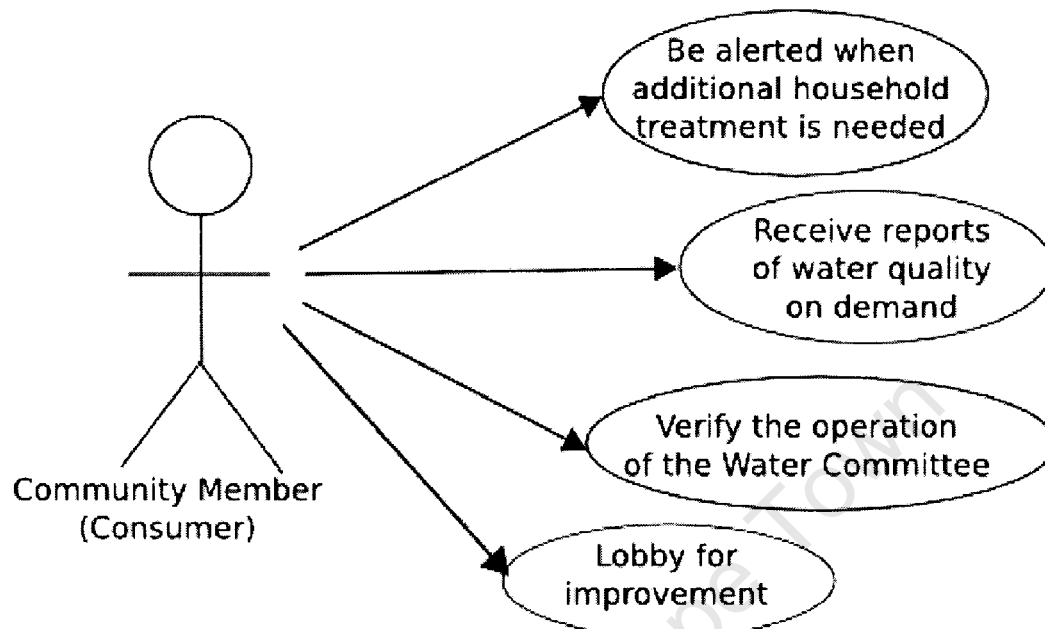 Be alerted when
additional household
treatment is needed
Receive reports
of water quality
on demand
Verify the operation
of the Water Committee
Community Member
(Consumer)
Lobby for
improvement
Town